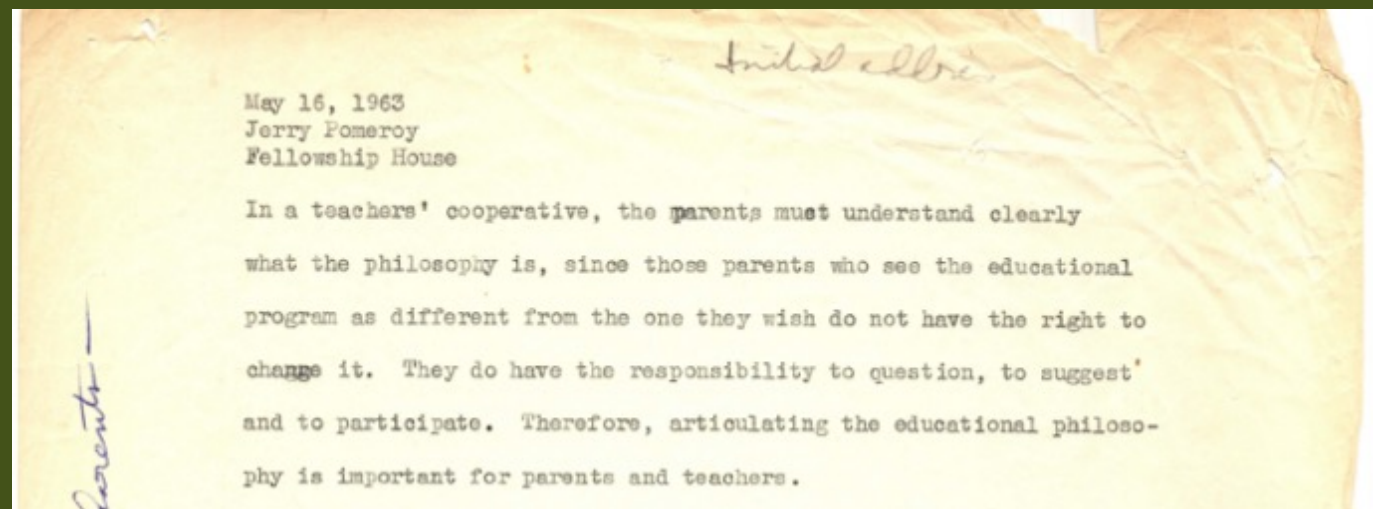 Initial address
May 16, 1963
Jerry Pomeroy
Fellowship House
In a teachers' cooperative, the parents must understand clearly
what the philosophy is, since those parents who see the educational
program as different from the one they wish do not have the right to
change it. They do have the responsibility to question, to suggest
and to participate. Therefore, articulating the educational philoso-
phy is important for parents and teachers.
Parents —